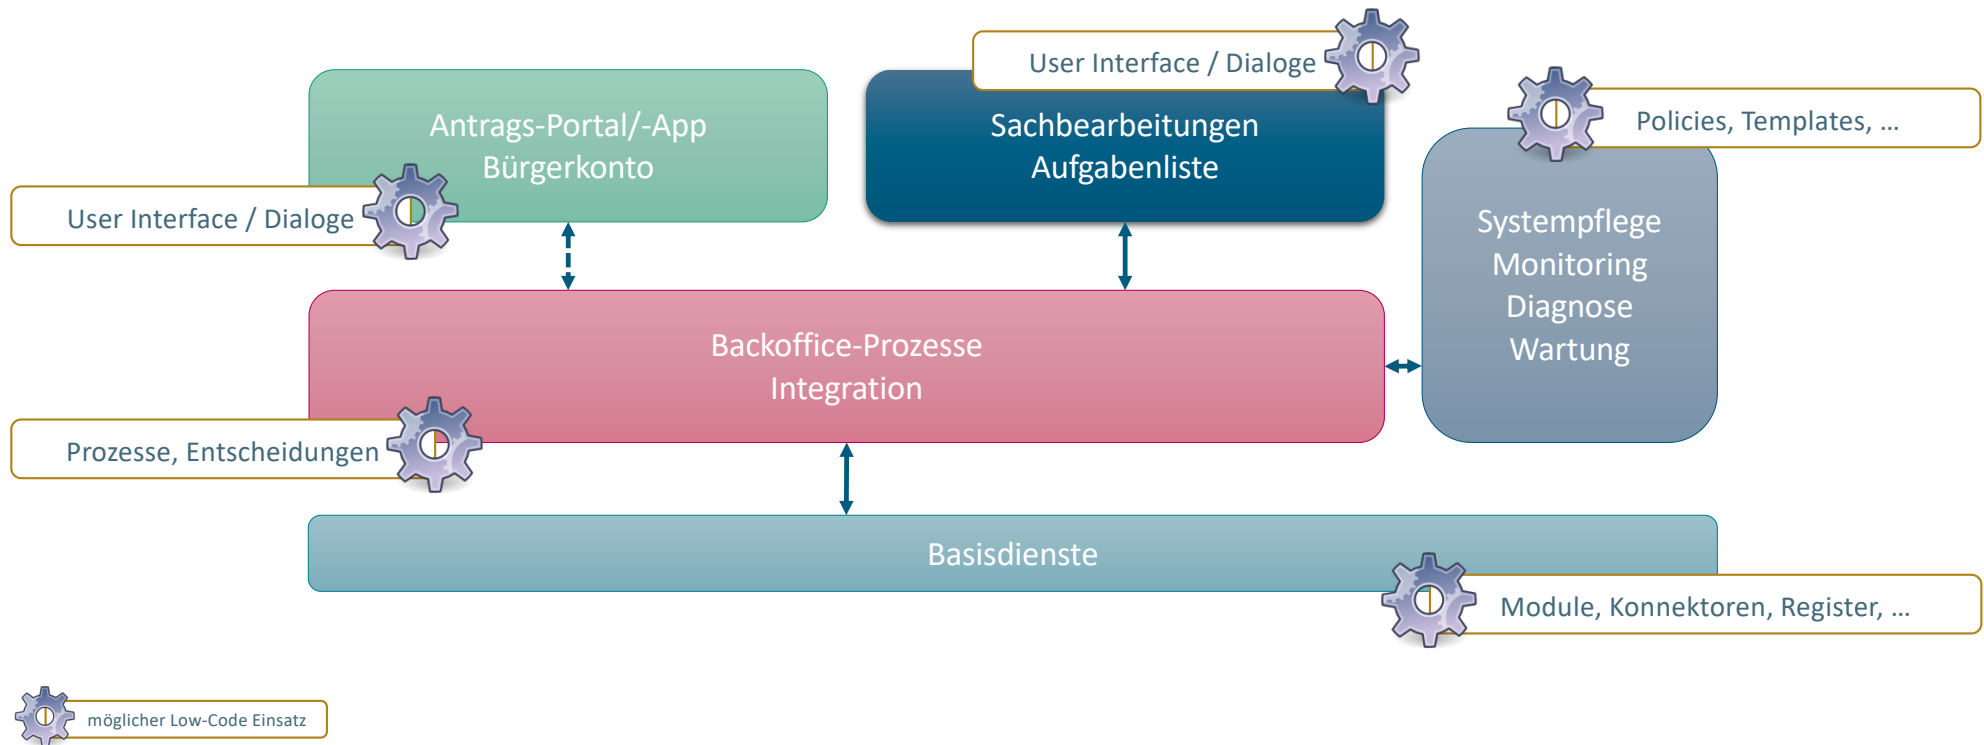 User Interface / Dialoge
Antrags-Portal/-App
Bürgerkonto
User Interface / Dialoge
Sachbearbeitungen
Aufgabenliste
Policies, Templates, ...
Systempflege
Monitoring
Diagnose
Wartung
Backoffice-Prozesse
Integration
Prozesse, Entscheidungen
Basisdienste
Module, Konnektoren, Register, ...
möglicher Low-Code Einsatz